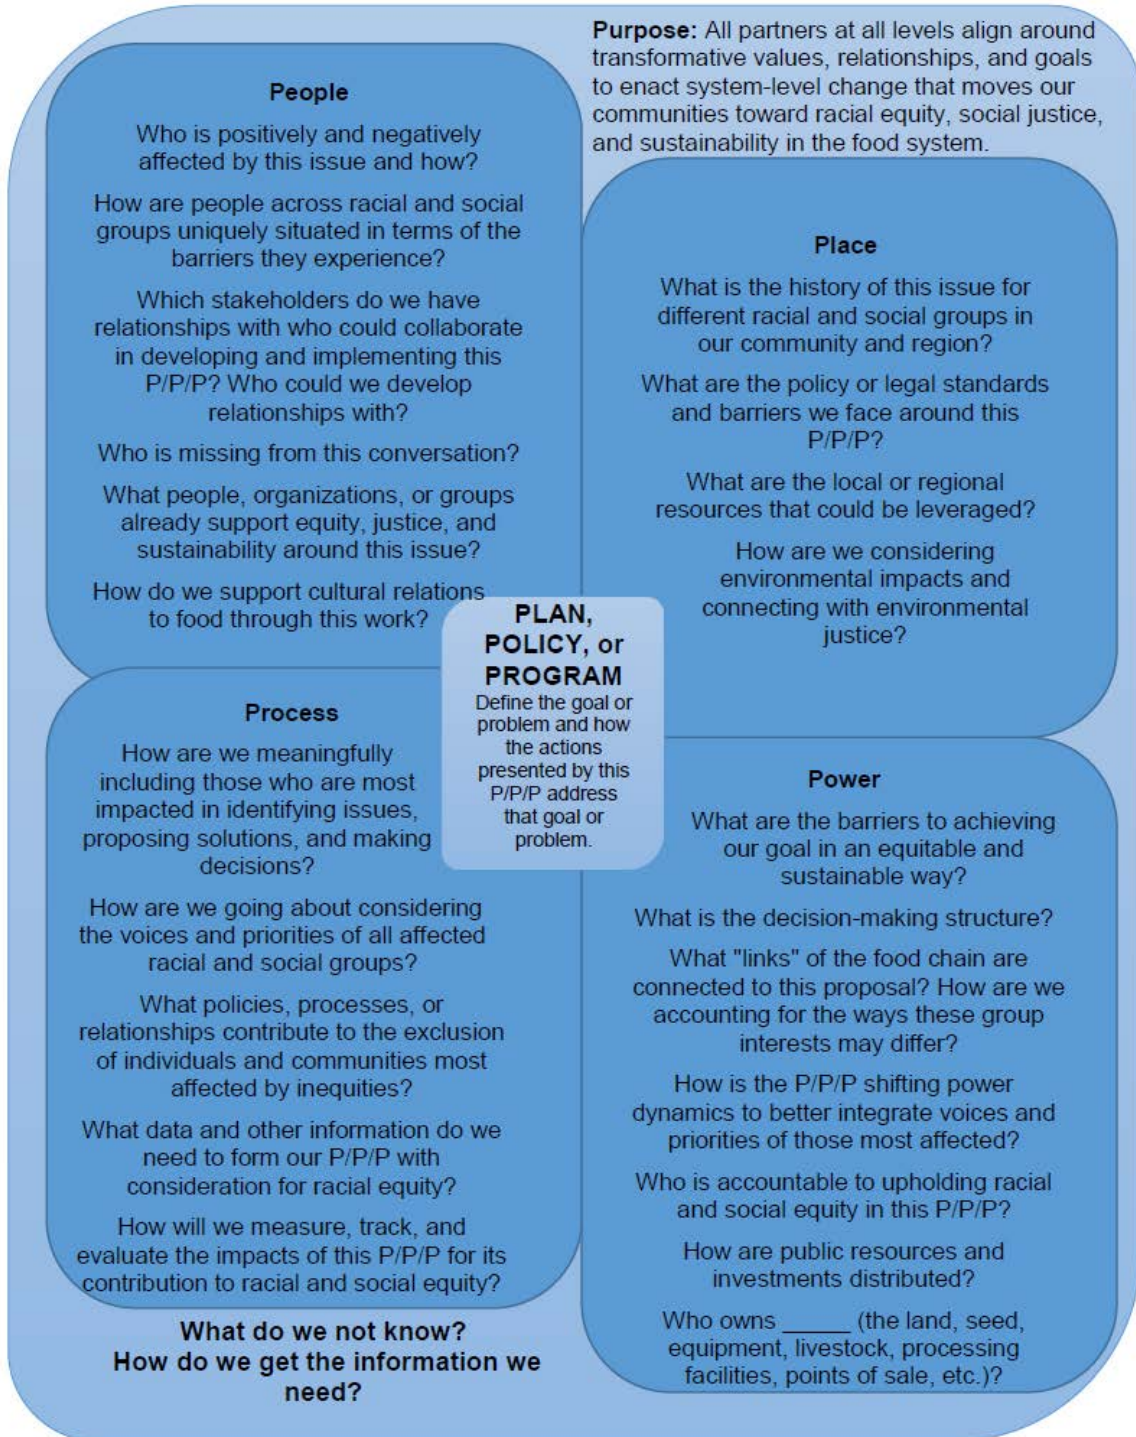 Purpose: All partners at all levels align around
transformative values, relationships, and goals
to enact system-level change that moves our
communities toward racial equity, social justice,
and sustainability in the food system.
People
Who is positively and negatively
affected by this issue and how?
How are people across racial and social
groups uniquely situated in terms of the
barriers they experience?
Which stakeholders do we have
relationships with who could collaborate
in developing and implementing this
P/P/P? Who could we develop
relationships with?
Who is missing from this conversation?
What people, organizations, or groups
already support equity, justice, and
sustainability around this issue?
How do we support cultural relations
to food through this work?
Place
What is the history of this issue for
different racial and social groups in
our community and region?
What are the policy or legal standards
and barriers we face around this
P/P/P?
What are the local or regional
resources that could be leveraged?
How are we considering
environmental impacts and
connecting with environmental
justice?
PLAN,
POLICY, or
PROGRAM
Define the goal or
problem and how
the actions
presented by this
P/P/P address
that goal or
problem.
Process
How are we meaningfully
including those who are most
impacted in identifying issues,
proposing solutions, and making
decisions?
How are we going about considering
the voices and priorities of all affected
racial and social groups?
What policies, processes, or
relationships contribute to the exclusion
of individuals and communities most
affected by inequities?
What data and other information do we
need to form our P/P/P with
consideration for racial equity?
How will we measure, track, and
evaluate the impacts of this P/P/P for its
contribution to racial and social equity?
Power
What are the barriers to achieving
our goal in an equitable and
sustainable way?
What is the decision-making structure?
What "links" of the food chain are
connected to this proposal? How are we
accounting for the ways these group
interests may differ?
How is the P/P/P shifting power
dynamics to better integrate voices and
priorities of those most affected?
Who is accountable to upholding racial
and social equity in this P/P/P?
How are public resources and
investments distributed?
Who owns _____ (the land, seed,
equipment, livestock, processing
facilities, points of sale, etc.)?
What do we not know?
How do we get the information we
need?